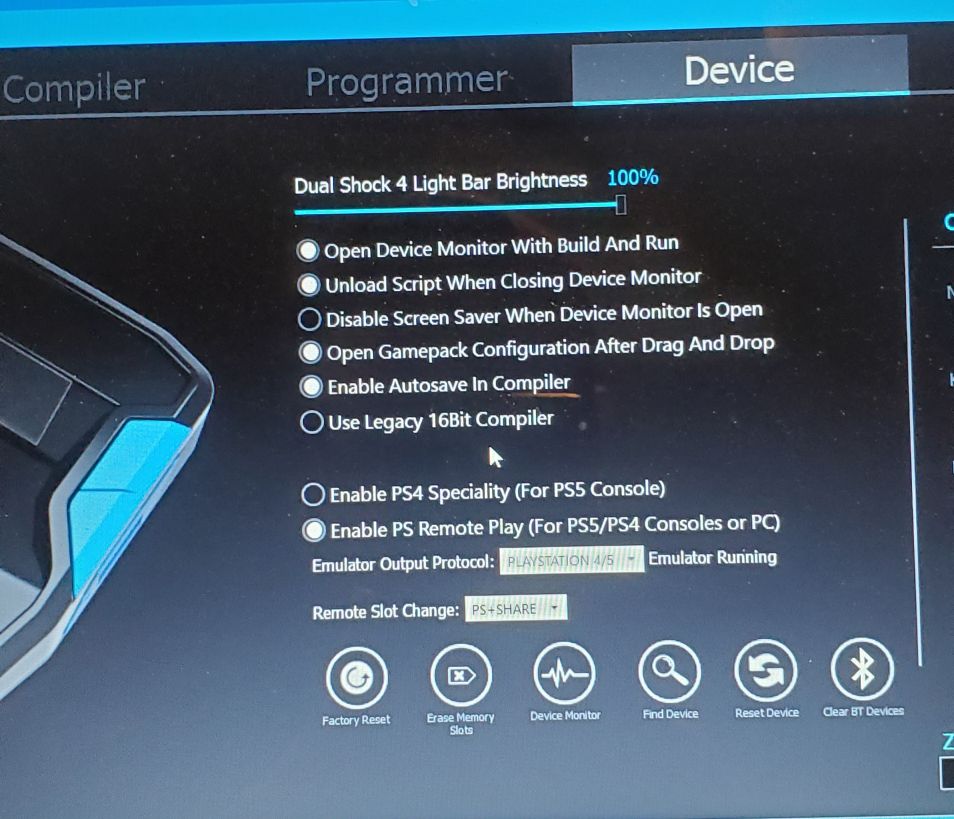 Compiler
Programmer
Device
Dual Shock 4 Light Bar Brightness 100%
Open Device Monitor With Build And Run
Unload Script When Closing Device Monitor
Disable Screen Saver When Device Monitor Is Open
Open Gamepack Configuration After Drag And Drop
Enable Autosave In Compiler
Use Legacy 16Bit Compiler
Enable PS4 Speciality (For PS5 Console)
Enable PS Remote Play (For PS5/PS4 Consoles or PC)
Emulator Output Protocol: PLAYSTATION 4/5 Emulator Running
Remote Slot Change: PS+SHARE
Factory Reset
Erase Memory
Slots
Device Monitor
Find Device
Reset Device
Clear BT Devices